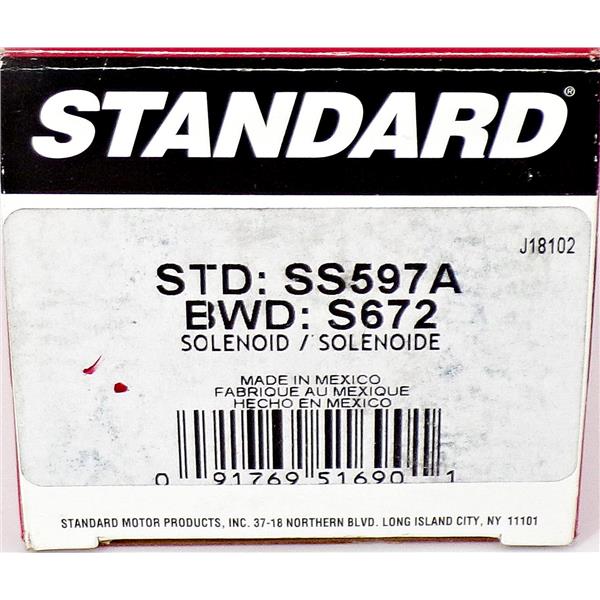 STANDARD®
J18102
STD: SS597A
BWD: S672
SOLENOID / SOLENOIDE
MADE IN MEXICO
FABRIQUE AU MEXIQUE
HECHO EN MEXICO
0 91769 51690 1
STANDARD MOTOR PRODUCTS, INC. 37-18 NORTHERN BLVD. LONG ISLAND CITY, NY 11101